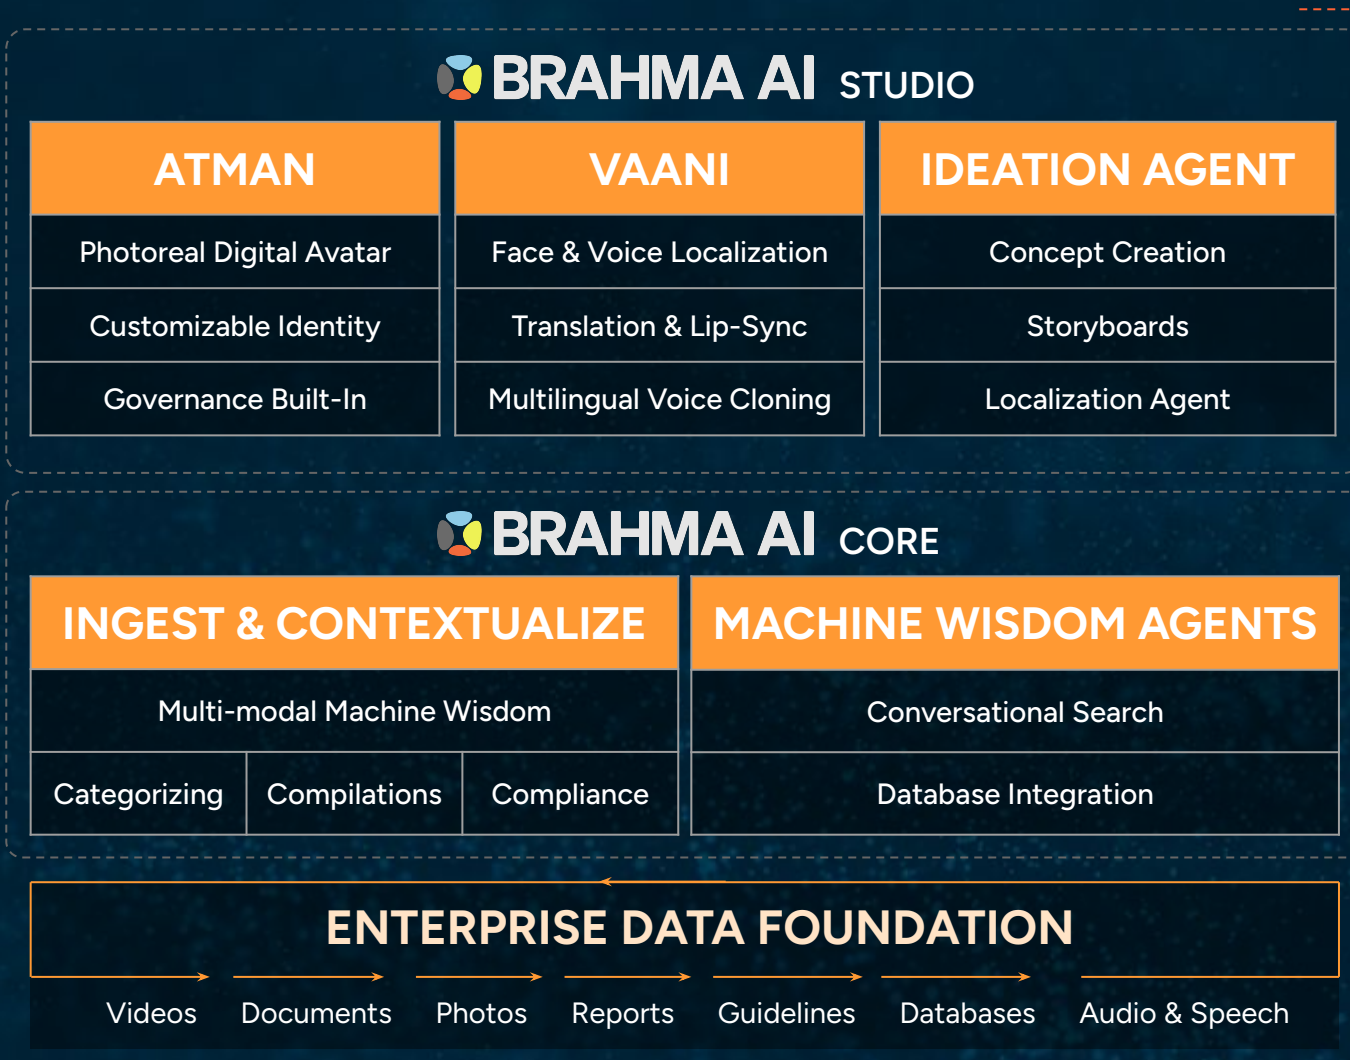 BRAHMA AI STUDIO
ATMAN
Photoreal Digital Avatar
Customizable Identity
Governance Built-In
VAANI
Face & Voice Localization
Translation & Lip-Sync
Multilingual Voice Cloning
IDEATION AGENT
Concept Creation
Storyboards
Localization Agent
BRAHMA AI CORE
INGEST & CONTEXTUALIZE
Multi-modal Machine Wisdom
Categorizing
Compilations
Compliance
MACHINE WISDOM AGENTS
Conversational Search
Database Integration
ENTERPRISE DATA FOUNDATION
Videos
Documents
Photos
Reports
Guidelines
Databases
Audio & Speech